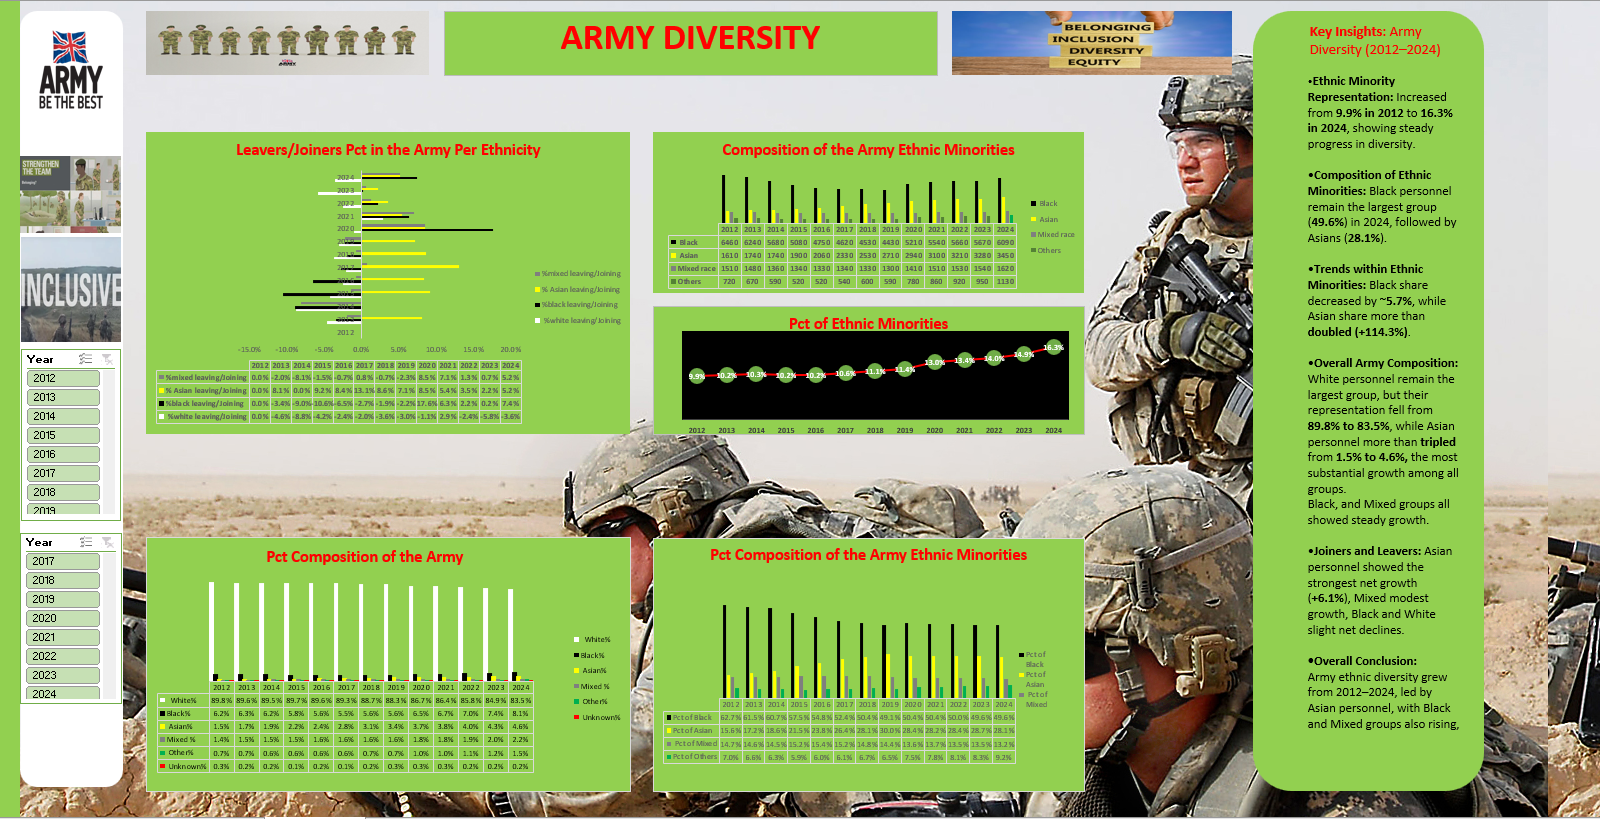 ARMY
BE THE BEST
STRENGTHEN
THE TEAM
INCLUSIVE
Year
2012
2013
2014
2015
2016
2017
2018
2019
Year
2017
2018
2019
2020
2021
2022
2023
2024
ARMY DIVERSITY
BELONGING
INCLUSION
DIVERSITY
EQUITY
Leavers/Joiners Pct in the Army Per Ethnicity
2024
2023
2022
2021
2020
2012
-15.0% -10.0% -5.0% 0.0% 5.0% 10.0% 15.0% 20.0%
%mixed leaving/Joining
% Asian leaving/Joining
%black leaving/Joining
%white leaving/Joining
2012 2013 2014 2015 2016 2017 2018 2019 2020 2021 2022 2023 2024
%mixed leaving/Joining 0.0% -2.0% -8.1% -1.5% -0.7% 0.8% -0.7% -2.3% 8.5% 7.1% 1.3% 0.7% 5.2%
% Asian leaving/Joining 0.0% 8.1% 0.0% 9.2% 8.4% 13.1% 8.6% 7.1% 8.5% 5.4% 3.5% 2.2% 5.2%
%black leaving/Joining 0.0% -3.4% -9.0% -10.6% -6.5% -2.7% -1.9% -2.2% 17.6% 6.3% 2.2% 0.2% 7.4%
%white leaving/Joining 0.0% -4.6% -8.8% -4.2% -2.4% -2.0% -3.6% -3.0% -1.1% 2.9% -2.4% -5.8% -3.6%
Composition of the Army Ethnic Minorities
Black
Asian
Mixed race
Others
2012 2013 2014 2015 2016 2017 2018 2019 2020 2021 2022 2023 2024
Black 6460 6240 5680 5080 4750 4620 4530 4430 5210 5540 5660 5670 6090
Asian 1610 1740 1740 1900 2060 2330 2530 2710 2940 3100 3210 3280 3450
Mixed race 1510 1480 1360 1340 1330 1340 1330 1300 1410 1510 1530 1540 1620
Others 720 670 590 520 520 540 600 590 780 860 920 950 1130
Pct of Ethnic Minorities
9.9% 10.2% 10.3% 10.2% 10.2% 10.6% 11.1% 11.4% 13.0% 13.4% 14.0% 14.9% 16.3%
2012 2013 2014 2015 2016 2017 2018 2019 2020 2021 2022 2023 2024
Pct Composition of the Army
White%
Black%
Asian%
Mixed %
Other%
Unknown%
2012 2013 2014 2015 2016 2017 2018 2019 2020 2021 2022 2023 2024
White% 89.8% 89.6% 89.5% 89.7% 89.6% 89.3% 88.7% 88.3% 86.7% 86.4% 85.8% 84.9% 83.5%
Black% 6.2% 6.3% 6.2% 5.8% 5.6% 5.5% 5.6% 5.6% 6.5% 6.7% 7.0% 7.4% 8.1%
Asian% 1.5% 1.7% 1.9% 2.2% 2.4% 2.8% 3.1% 3.4% 3.7% 3.8% 4.0% 4.3% 4.6%
Mixed % 1.4% 1.5% 1.5% 1.5% 1.6% 1.6% 1.6% 1.6% 1.8% 1.8% 1.9% 2.0% 2.2%
Other% 0.7% 0.7% 0.6% 0.6% 0.6% 0.6% 0.7% 0.7% 1.0% 1.0% 1.1% 1.2% 1.5%
Unknown% 0.3% 0.2% 0.2% 0.1% 0.2% 0.1% 0.2% 0.3% 0.3% 0.3% 0.2% 0.2% 0.2%
Pct Composition of the Army Ethnic Minorities
Pct of
Black
Pct of
Asian
Pct of
Mixed
2012 2013 2014 2015 2016 2017 2018 2019 2020 2021 2022 2023 2024
Pct of Black 62.7% 61.5% 60.7% 57.5% 54.8% 52.4% 50.4% 49.1% 50.4% 50.4% 50.0% 49.6% 49.6%
Pct of Asian 15.6% 17.2% 18.6% 21.5% 23.8% 26.4% 28.1% 30.0% 28.4% 28.2% 28.4% 28.7% 28.1%
Pct of Mixed 14.7% 14.6% 14.5% 15.2% 15.4% 15.2% 14.8% 14.4% 13.6% 13.7% 13.5% 13.5% 13.2%
Pct of Others 7.0% 6.6% 6.3% 5.9% 6.0% 6.1% 6.7% 6.5% 7.5% 7.8% 8.1% 8.3% 9.2%
Key Insights: Army
Diversity (2012–2024)
•Ethnic Minority
Representation: Increased
from 9.9% in 2012 to 16.3%
in 2024, showing steady
progress in diversity.
•Composition of Ethnic
Minorities: Black personnel
remain the largest group
(49.6%) in 2024, followed by
Asians (28.1%).
•Trends within Ethnic
Minorities: Black share
decreased by ~5.7%, while
Asian share more than
doubled (+114.3%).
•Overall Army Composition:
White personnel remain the
largest group, but their
representation fell from
89.8% to 83.5%, while Asian
personnel more than tripled
from 1.5% to 4.6%, the most
substantial growth among all
groups.
Black, and Mixed groups all
showed steady growth.
•Joiners and Leavers: Asian
personnel showed the
strongest net growth
(+6.1%), Mixed modest
growth, Black and White
slight net declines.
•Overall Conclusion:
Army ethnic diversity grew
from 2012–2024, led by
Asian personnel, with Black
and Mixed groups also rising,